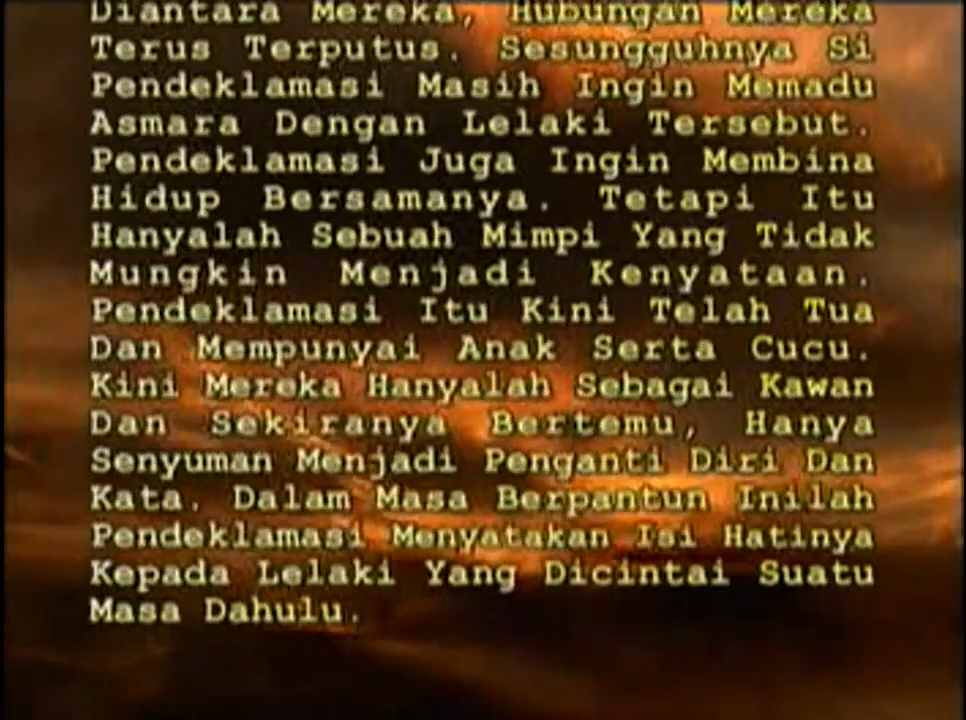 Diantara Mereka, Hubungan Mereka
Terus Terputus. Sesungguhnya Si
Pendeklamasi Masih Ingin Memadu
Asmara Dengan Lelaki Tersebut.
Pendeklamasi Juga Ingin Membina
Hidup Bersamanya. Tetapi Itu
Hanyalah Sebuah Mimpi Yang Tidak
Mungkin Menjadi Kenyataan.
Pendeklamasi Itu Kini Telah Tua
Dan Mempunyai Anak Serta Cucu.
Kini Mereka Hanyalah Sebagai Kawan
Dan Sekiranya Bertemu, Hanya
Senyuman Menjadi Penganti Diri Dan
Kata. Dalam Masa Berpantun Inilah
Pendeklamasi Menyatakan Isi Hatinya
Kepada Lelaki Yang Dicintai Suatu
Masa Dahulu.